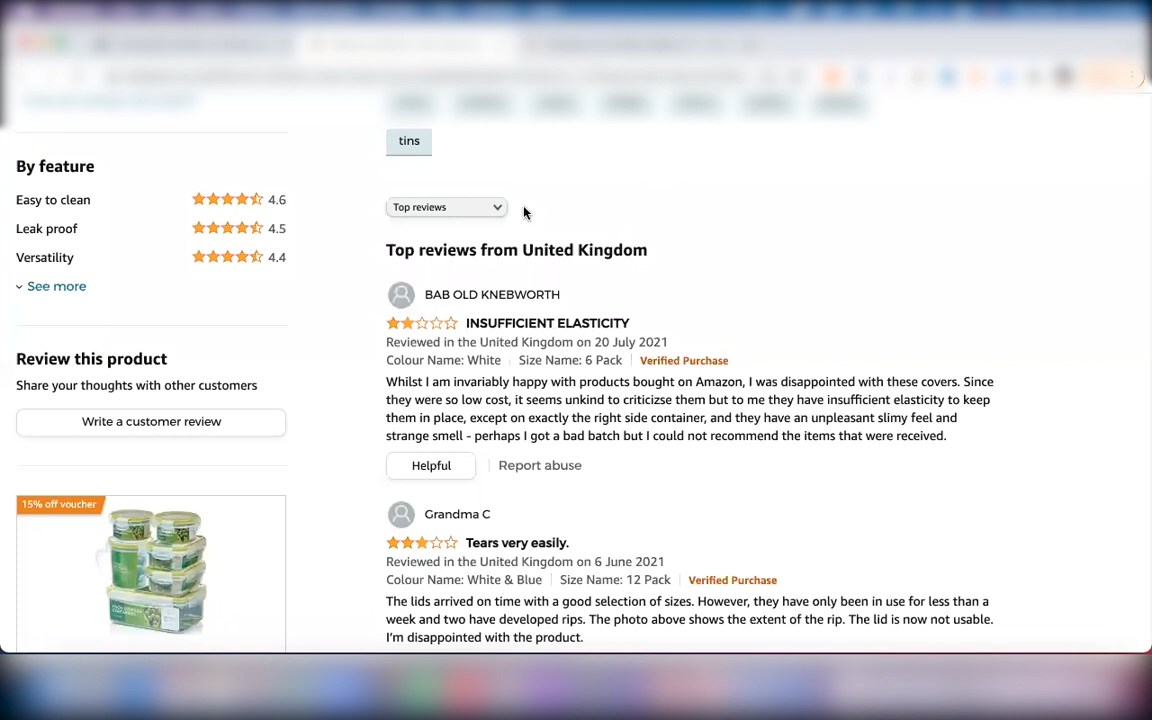 tins
By feature
Easy to clean 4.6
Leak proof 4.5
Versatility 4.4
See more
Review this product
Share your thoughts with other customers
Write a customer review
15% off voucher
Top reviews
Top reviews from United Kingdom
BAB OLD KNEBWORTH
INSUFFICIENT ELASTICITY
Reviewed in the United Kingdom on 20 July 2021
Colour Name: White | Size Name: 6 Pack | Verified Purchase
Whilst I am invariably happy with products bought on Amazon, I was disappointed with these covers. Since
they were so low cost, it seems unkind to criticizse them but to me they have insufficient elasticity to keep
them in place, except on exactly the right side container, and they have an unpleasant slimy feel and
strange smell - perhaps I got a bad batch but I could not recommend the items that were received.
Helpful | Report abuse
Grandma C
Tears very easily.
Reviewed in the United Kingdom on 6 June 2021
Colour Name: White & Blue | Size Name: 12 Pack | Verified Purchase
The lids arrived on time with a good selection of sizes. However, they have only been in use for less than a
week and two have developed rips. The photo above shows the extent of the rip. The lid is now not usable.
I'm disappointed with the product.